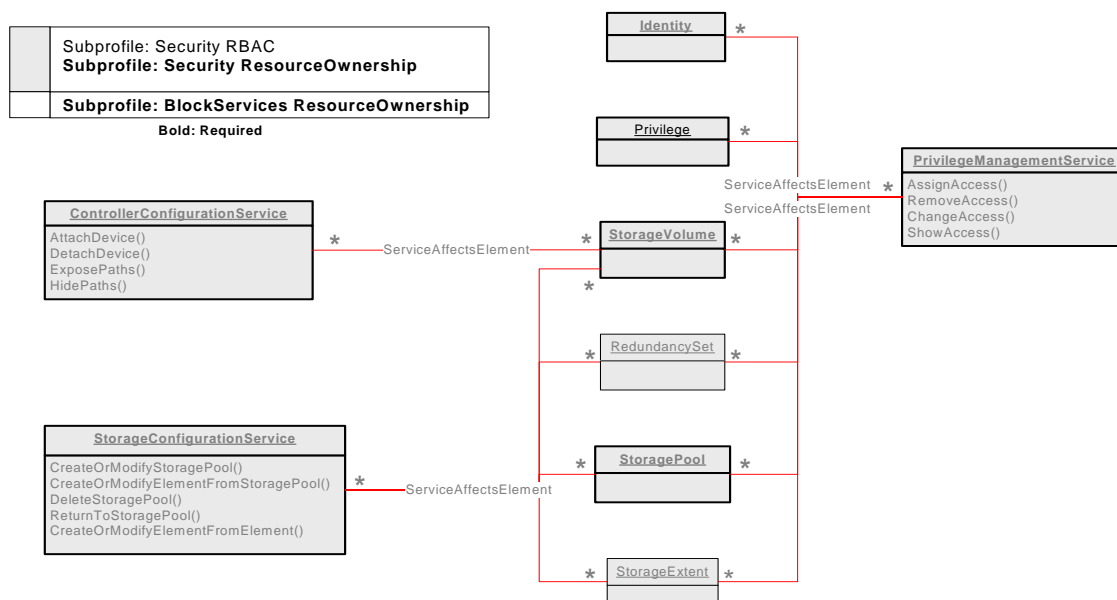 Subprofile: Security RBAC
Subprofile: Security ResourceOwnership
Subprofile: BlockServices ResourceOwnership
Bold: Required
Identity
*
Privilege
*
PrivilegeManagementService
AssignAccess()
RemoveAccess()
ChangeAccess()
ShowAccess()
ServiceAffectsElement
*
ServiceAffectsElement
ControllerConfigurationService
AttachDevice()
DetachDevice()
ExposePaths()
HidePaths()
*
ServiceAffectsElement
*
StorageVolume
*
*
*
RedundancySet
*
StorageConfigurationService
CreateOrModifyStoragePool()
CreateOrModifyElementFromStoragePool()
DeleteStoragePool()
ReturnToStoragePool()
CreateOrModifyElementFromElement()
*
ServiceAffectsElement
*
StoragePool
*
*
StorageExtent
*